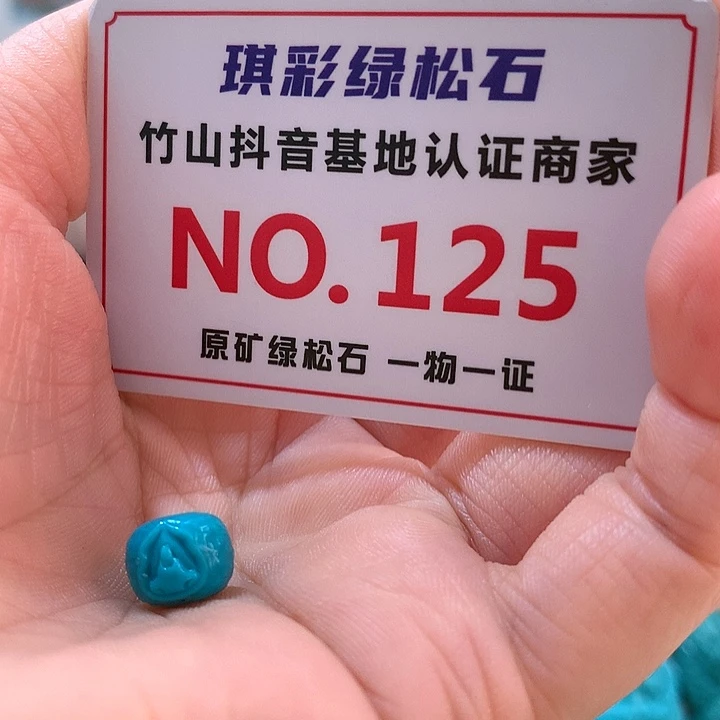 琪彩绿松石
竹山抖音基地认证商家
NO.125
原矿绿松石 一物一证